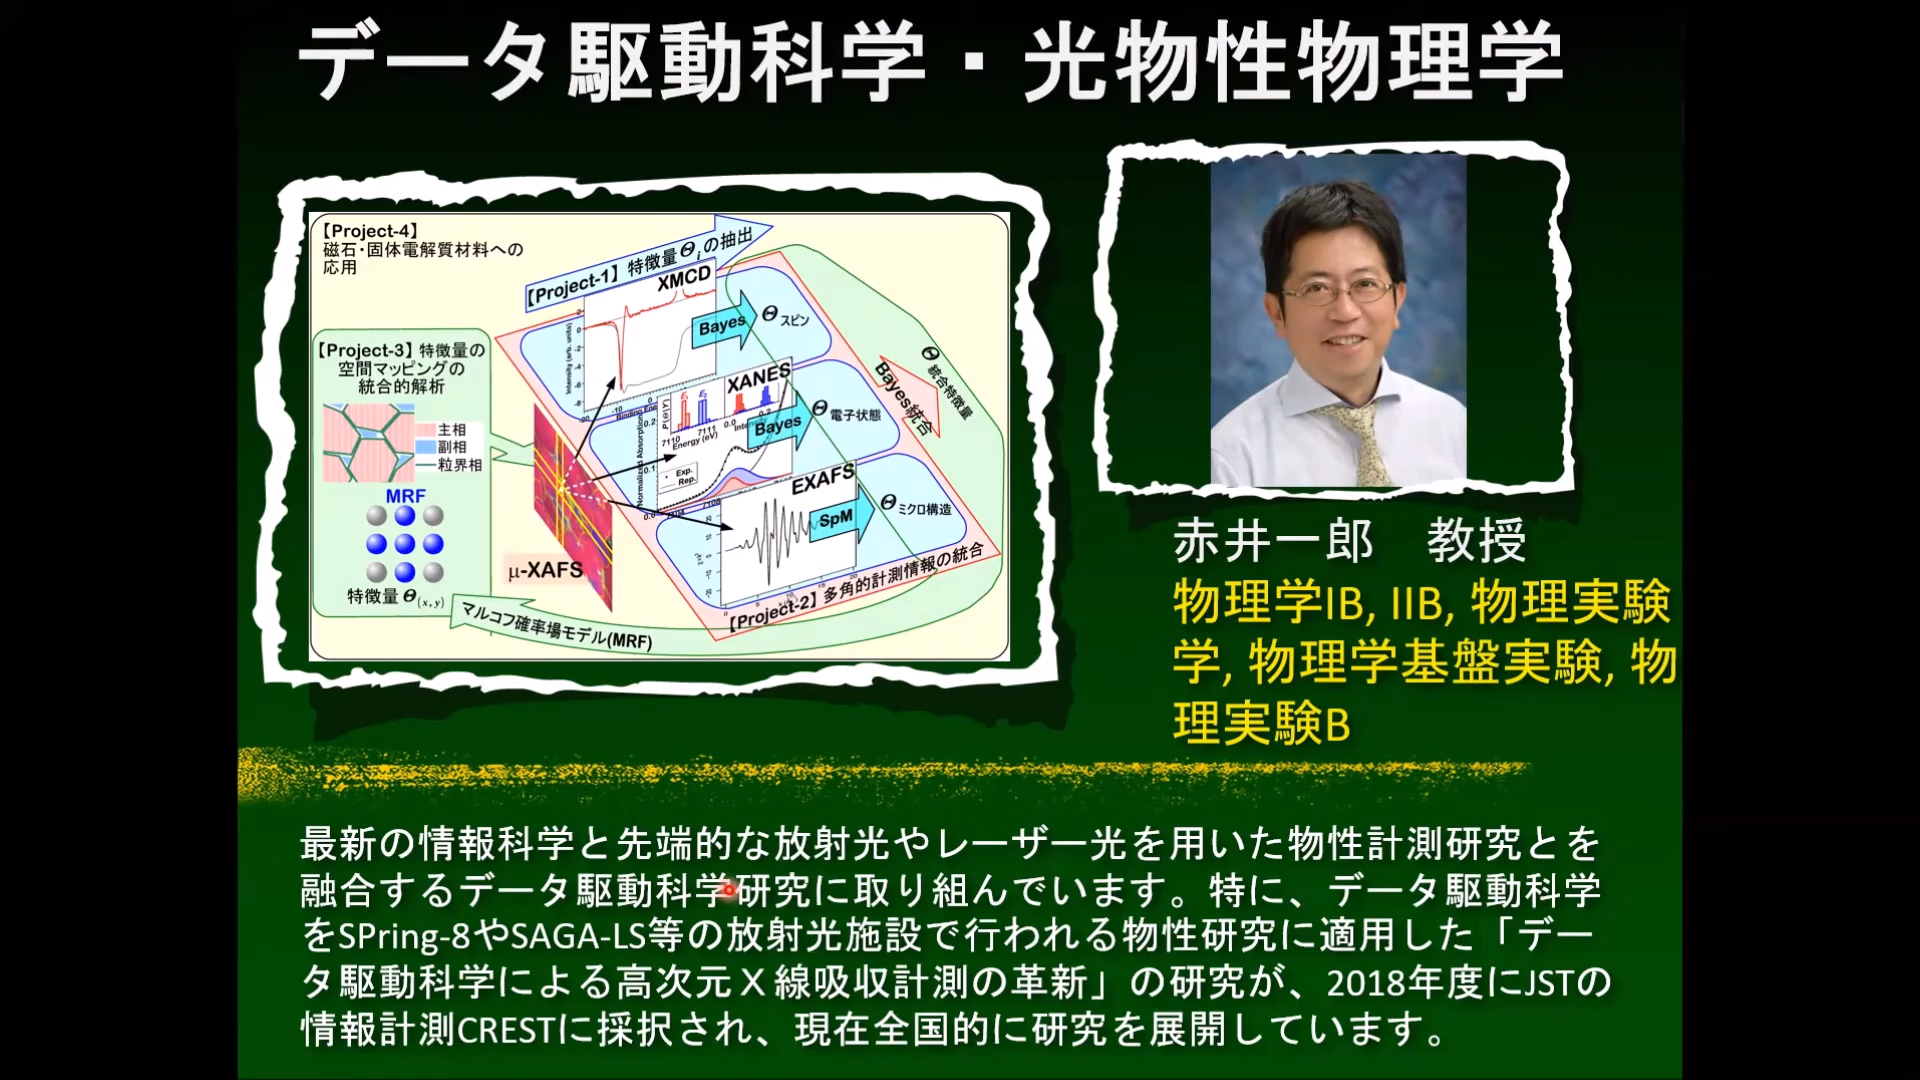 データ駆動科学・光物性物理学
【Project-4】
磁石・固体電解質材料への
応用
【Project-1】特徴量Θiの抽出
XMCD
Bayes
Θスピン
【Project-3】特徴量の
空間マッピングの
統合的解析
主相
副相
粒界相
MRF
特徴量Θ(x,y)
μ-XAFS
XANES
E1
E2
P(Θ|Y)
7110
7111
Energy (eV)
Exp.
Rep.
Bayes
Θ電子状態
EXAFS
SpM
Θミクロ構造
Bayes統合
Θ統合特徴量
【Project-2】多角的計測情報の統合
マルコフ確率場モデル(MRF)
Intensity (arb. units)
Normalized Absorption
赤井一郎 教授
物理学IB, IIB, 物理実験
学, 物理学基盤実験, 物
理実験B
最新の情報科学と先端的な放射光やレーザー光を用いた物性計測研究とを
融合するデータ駆動科学研究に取り組んでいます。特に、データ駆動科学
をSPring-8やSAGA-LS等の放射光施設で行われる物性研究に適用した「デー
タ駆動科学による高次元X線吸収計測の革新」の研究が、2018年度にJSTの
情報計測CRESTに採択され、現在全国的に研究を展開しています。